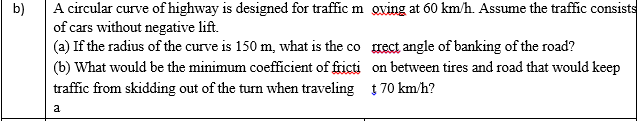 b) A circular curve of highway is designed for traffic m oving at 60 km/h. Assume the traffic consists
of cars without negative lift.
(a) If the radius of the curve is 150 m, what is the co rrect angle of banking of the road?
(b) What would be the minimum coefficient of fricti on between tires and road that would keep
traffic from skidding out of the turn when traveling t 70 km/h?
a